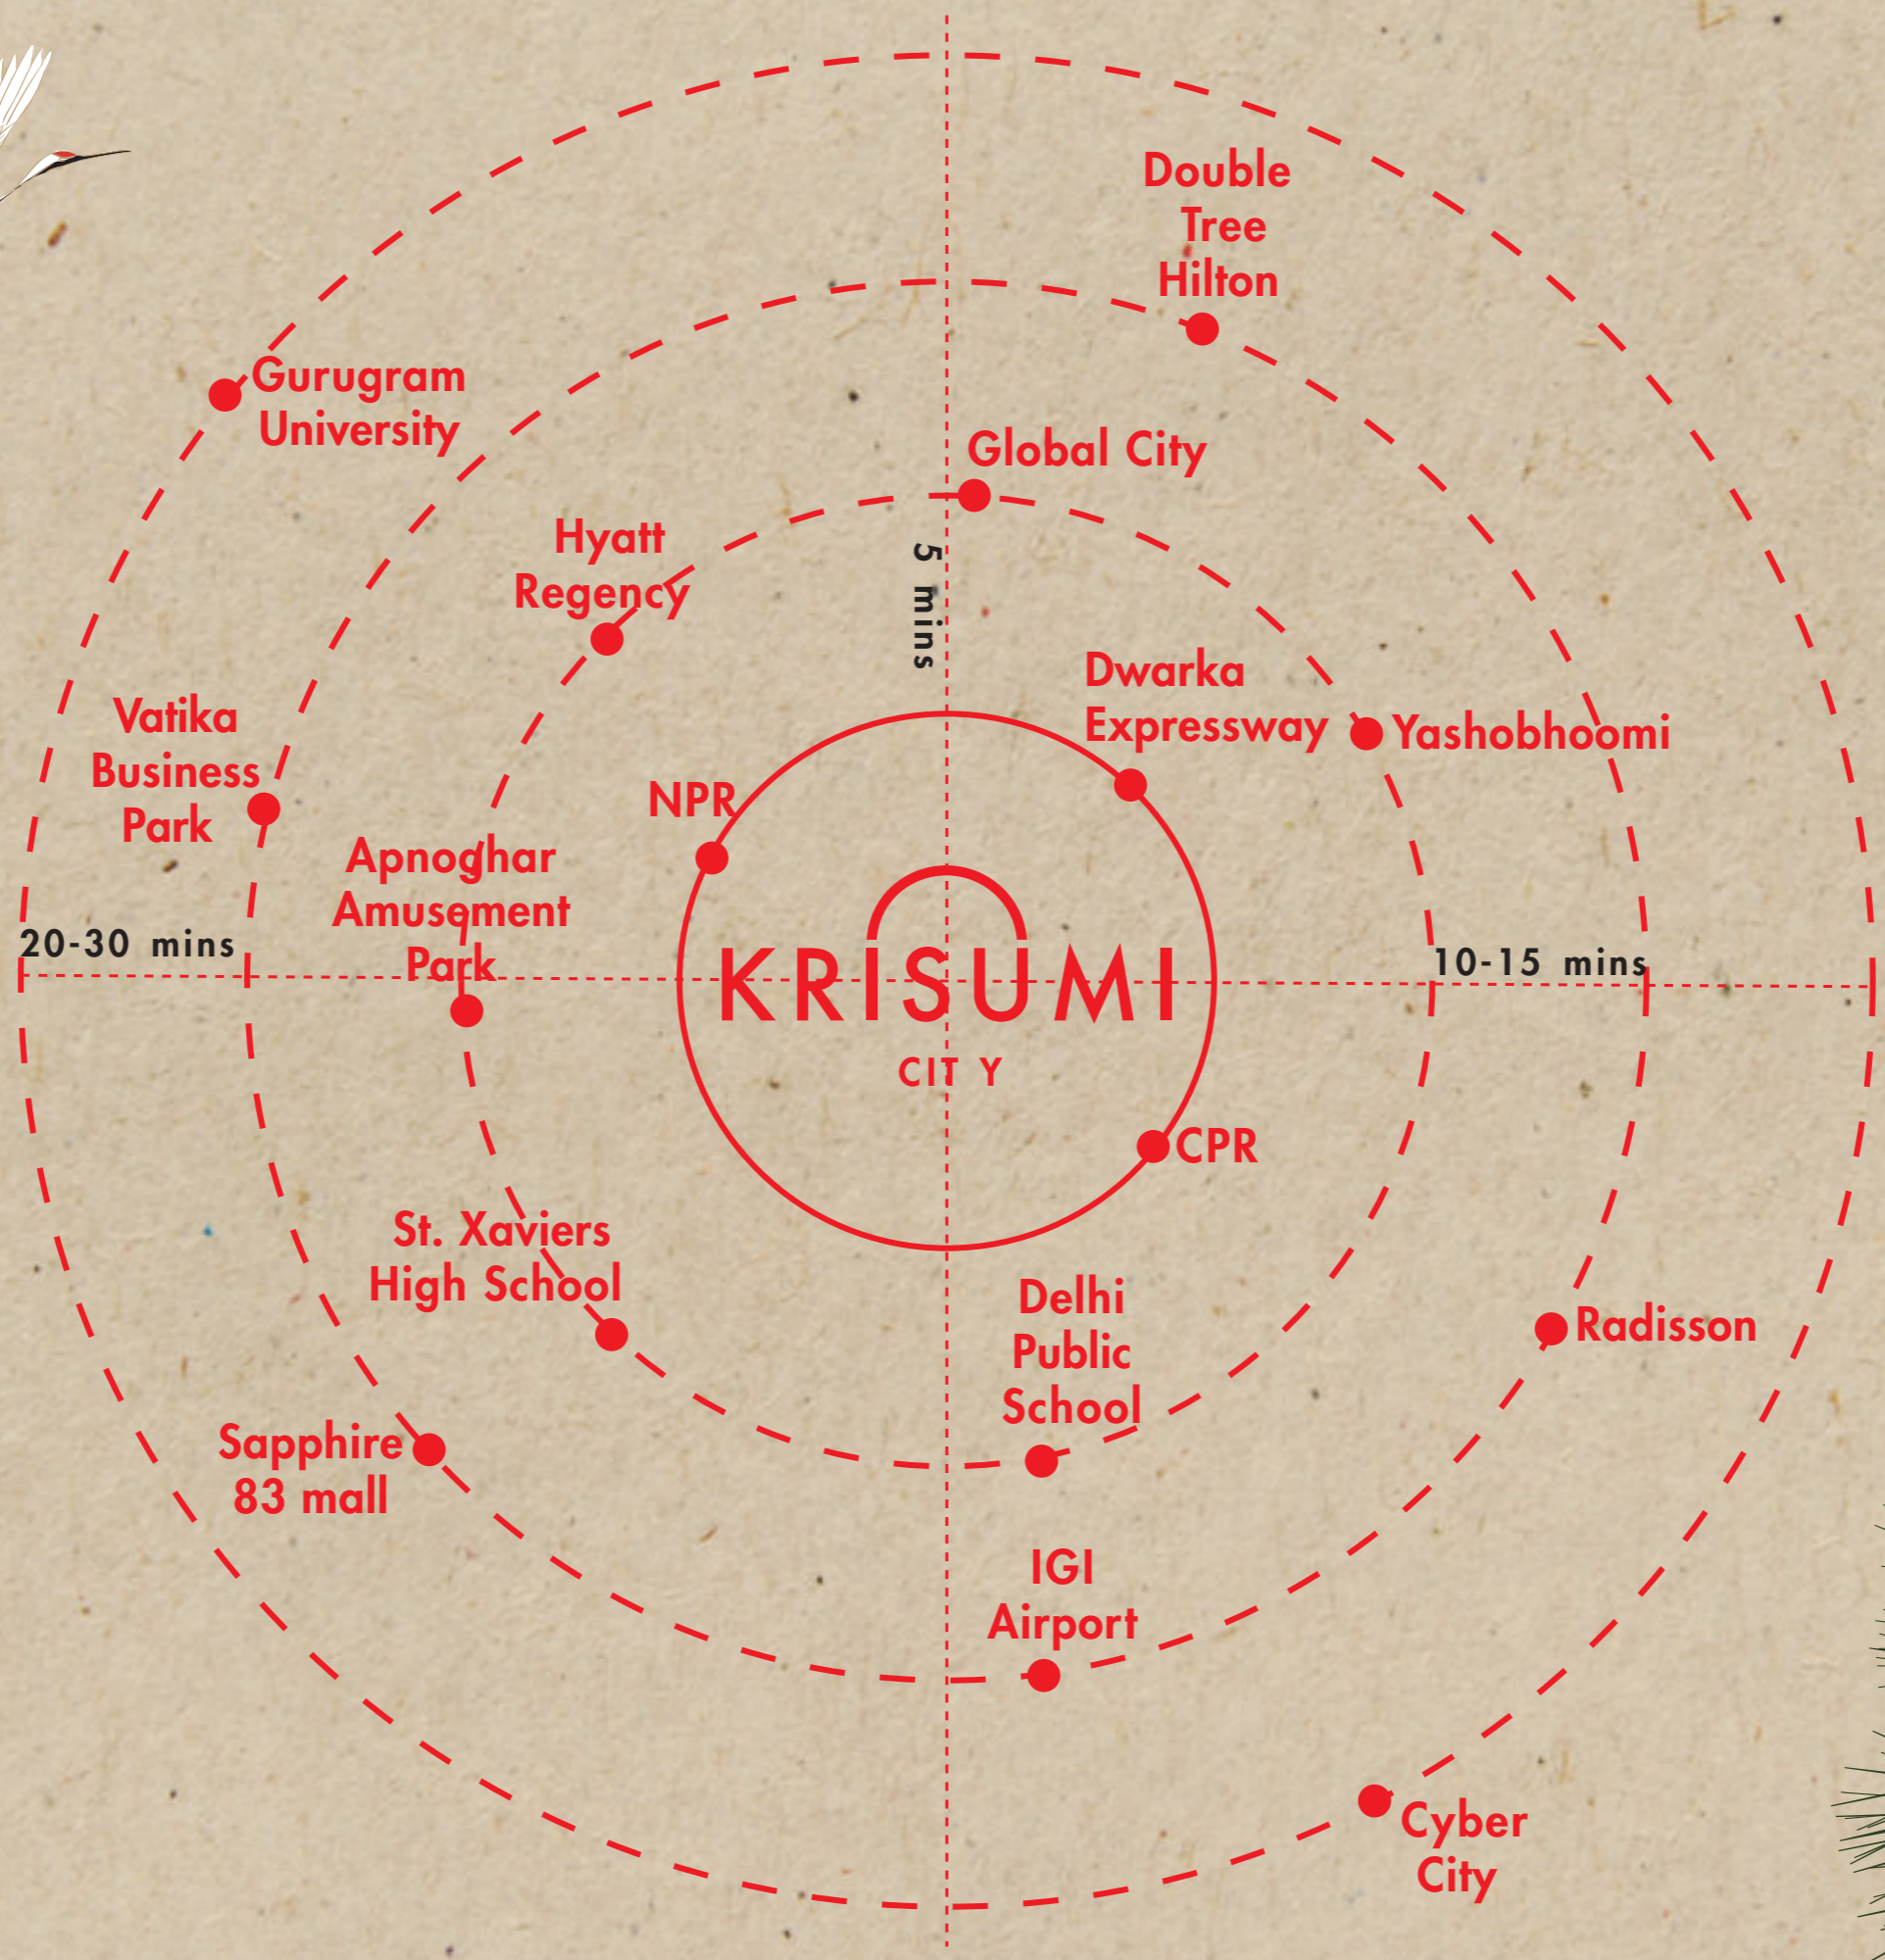 Double
Tree
Hilton
Gurugram
University
Global City
Hyatt
Regency
5 mins
Dwarka
Expressway
Yashobhoomi
Vatika
Business
Park
NPR
Apnoghar
Amusement
Park
20-30 mins
10-15 mins
KRISUMI
CITY
CPR
St. Xaviers
High School
Delhi
Public
School
Radisson
Sapphire
83 mall
IGI
Airport
Cyber
City